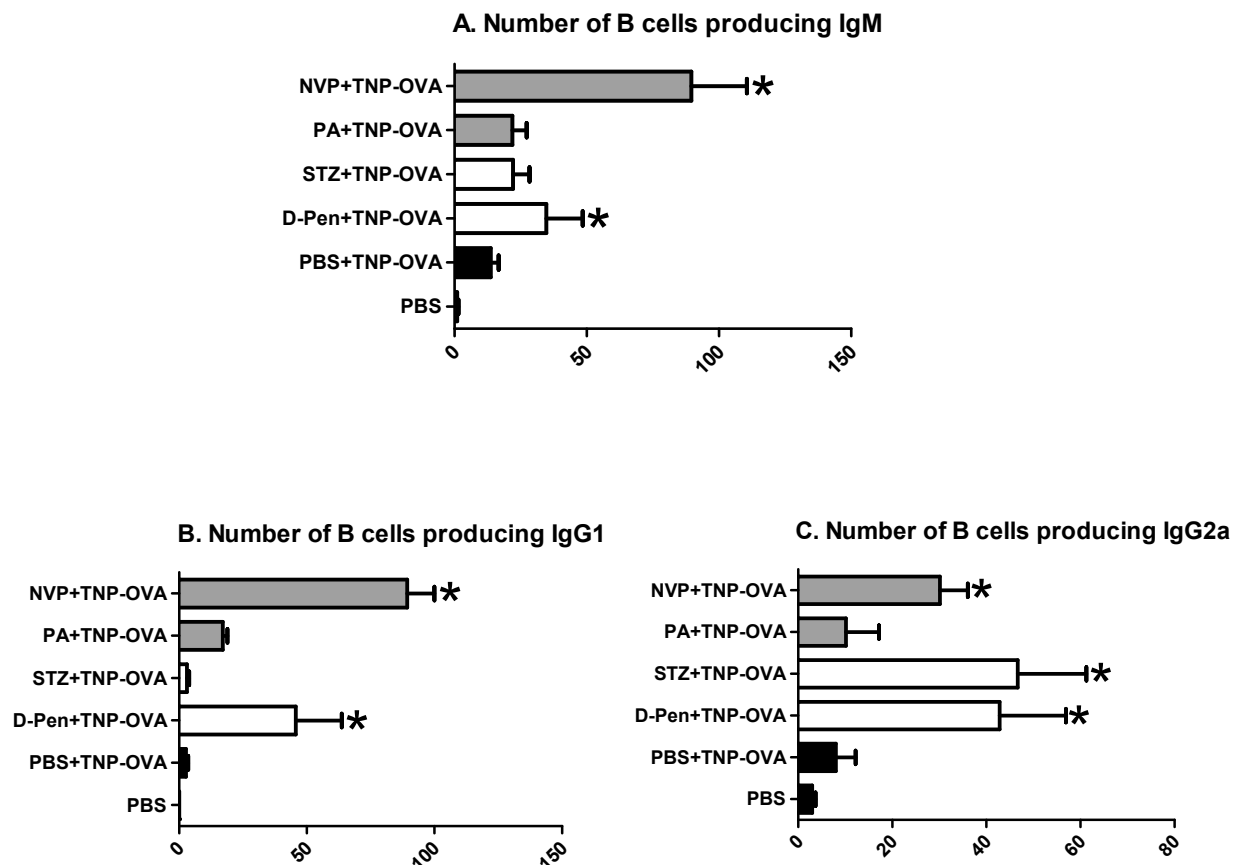 A. Number of B cells producing IgM
NVP+TNP-OVA
*
PA+TNP-OVA
STZ+TNP-OVA
D-Pen+TNP-OVA
*
PBS+TNP-OVA
PBS
0 50 100 150
B. Number of B cells producing IgG1
NVP+TNP-OVA
*
PA+TNP-OVA
STZ+TNP-OVA
D-Pen+TNP-OVA
*
PBS+TNP-OVA
PBS
0 50 100 150
C. Number of B cells producing IgG2a
NVP+TNP-OVA
*
PA+TNP-OVA
STZ+TNP-OVA
*
D-Pen+TNP-OVA
*
PBS+TNP-OVA
PBS
0 20 40 60 80